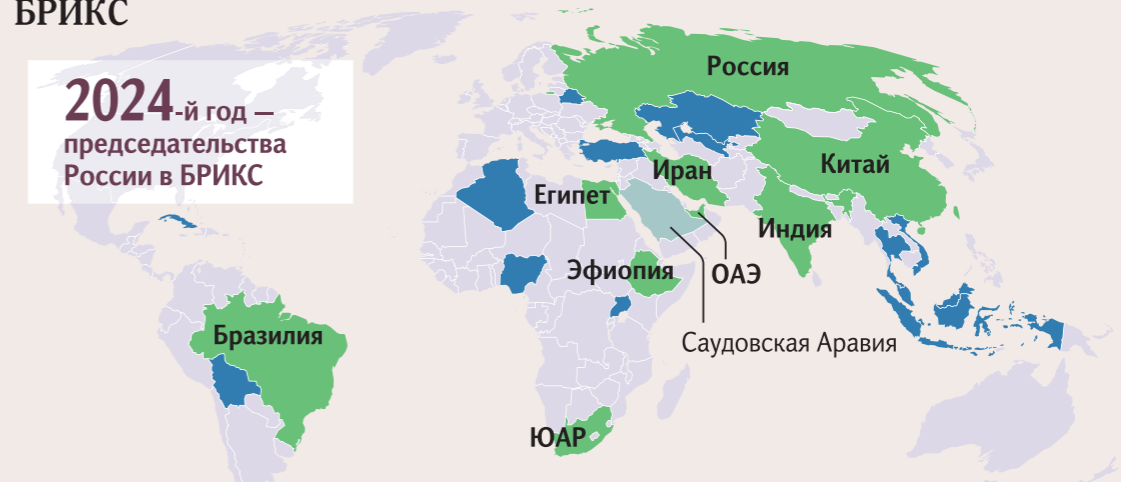 БРИКС
2024-й год —
председательства
России в БРИКС
Россия
Китай
Иран
Египет
Индия
Эфиопия
ОАЭ
Бразилия
Саудовская Аравия
ЮАР